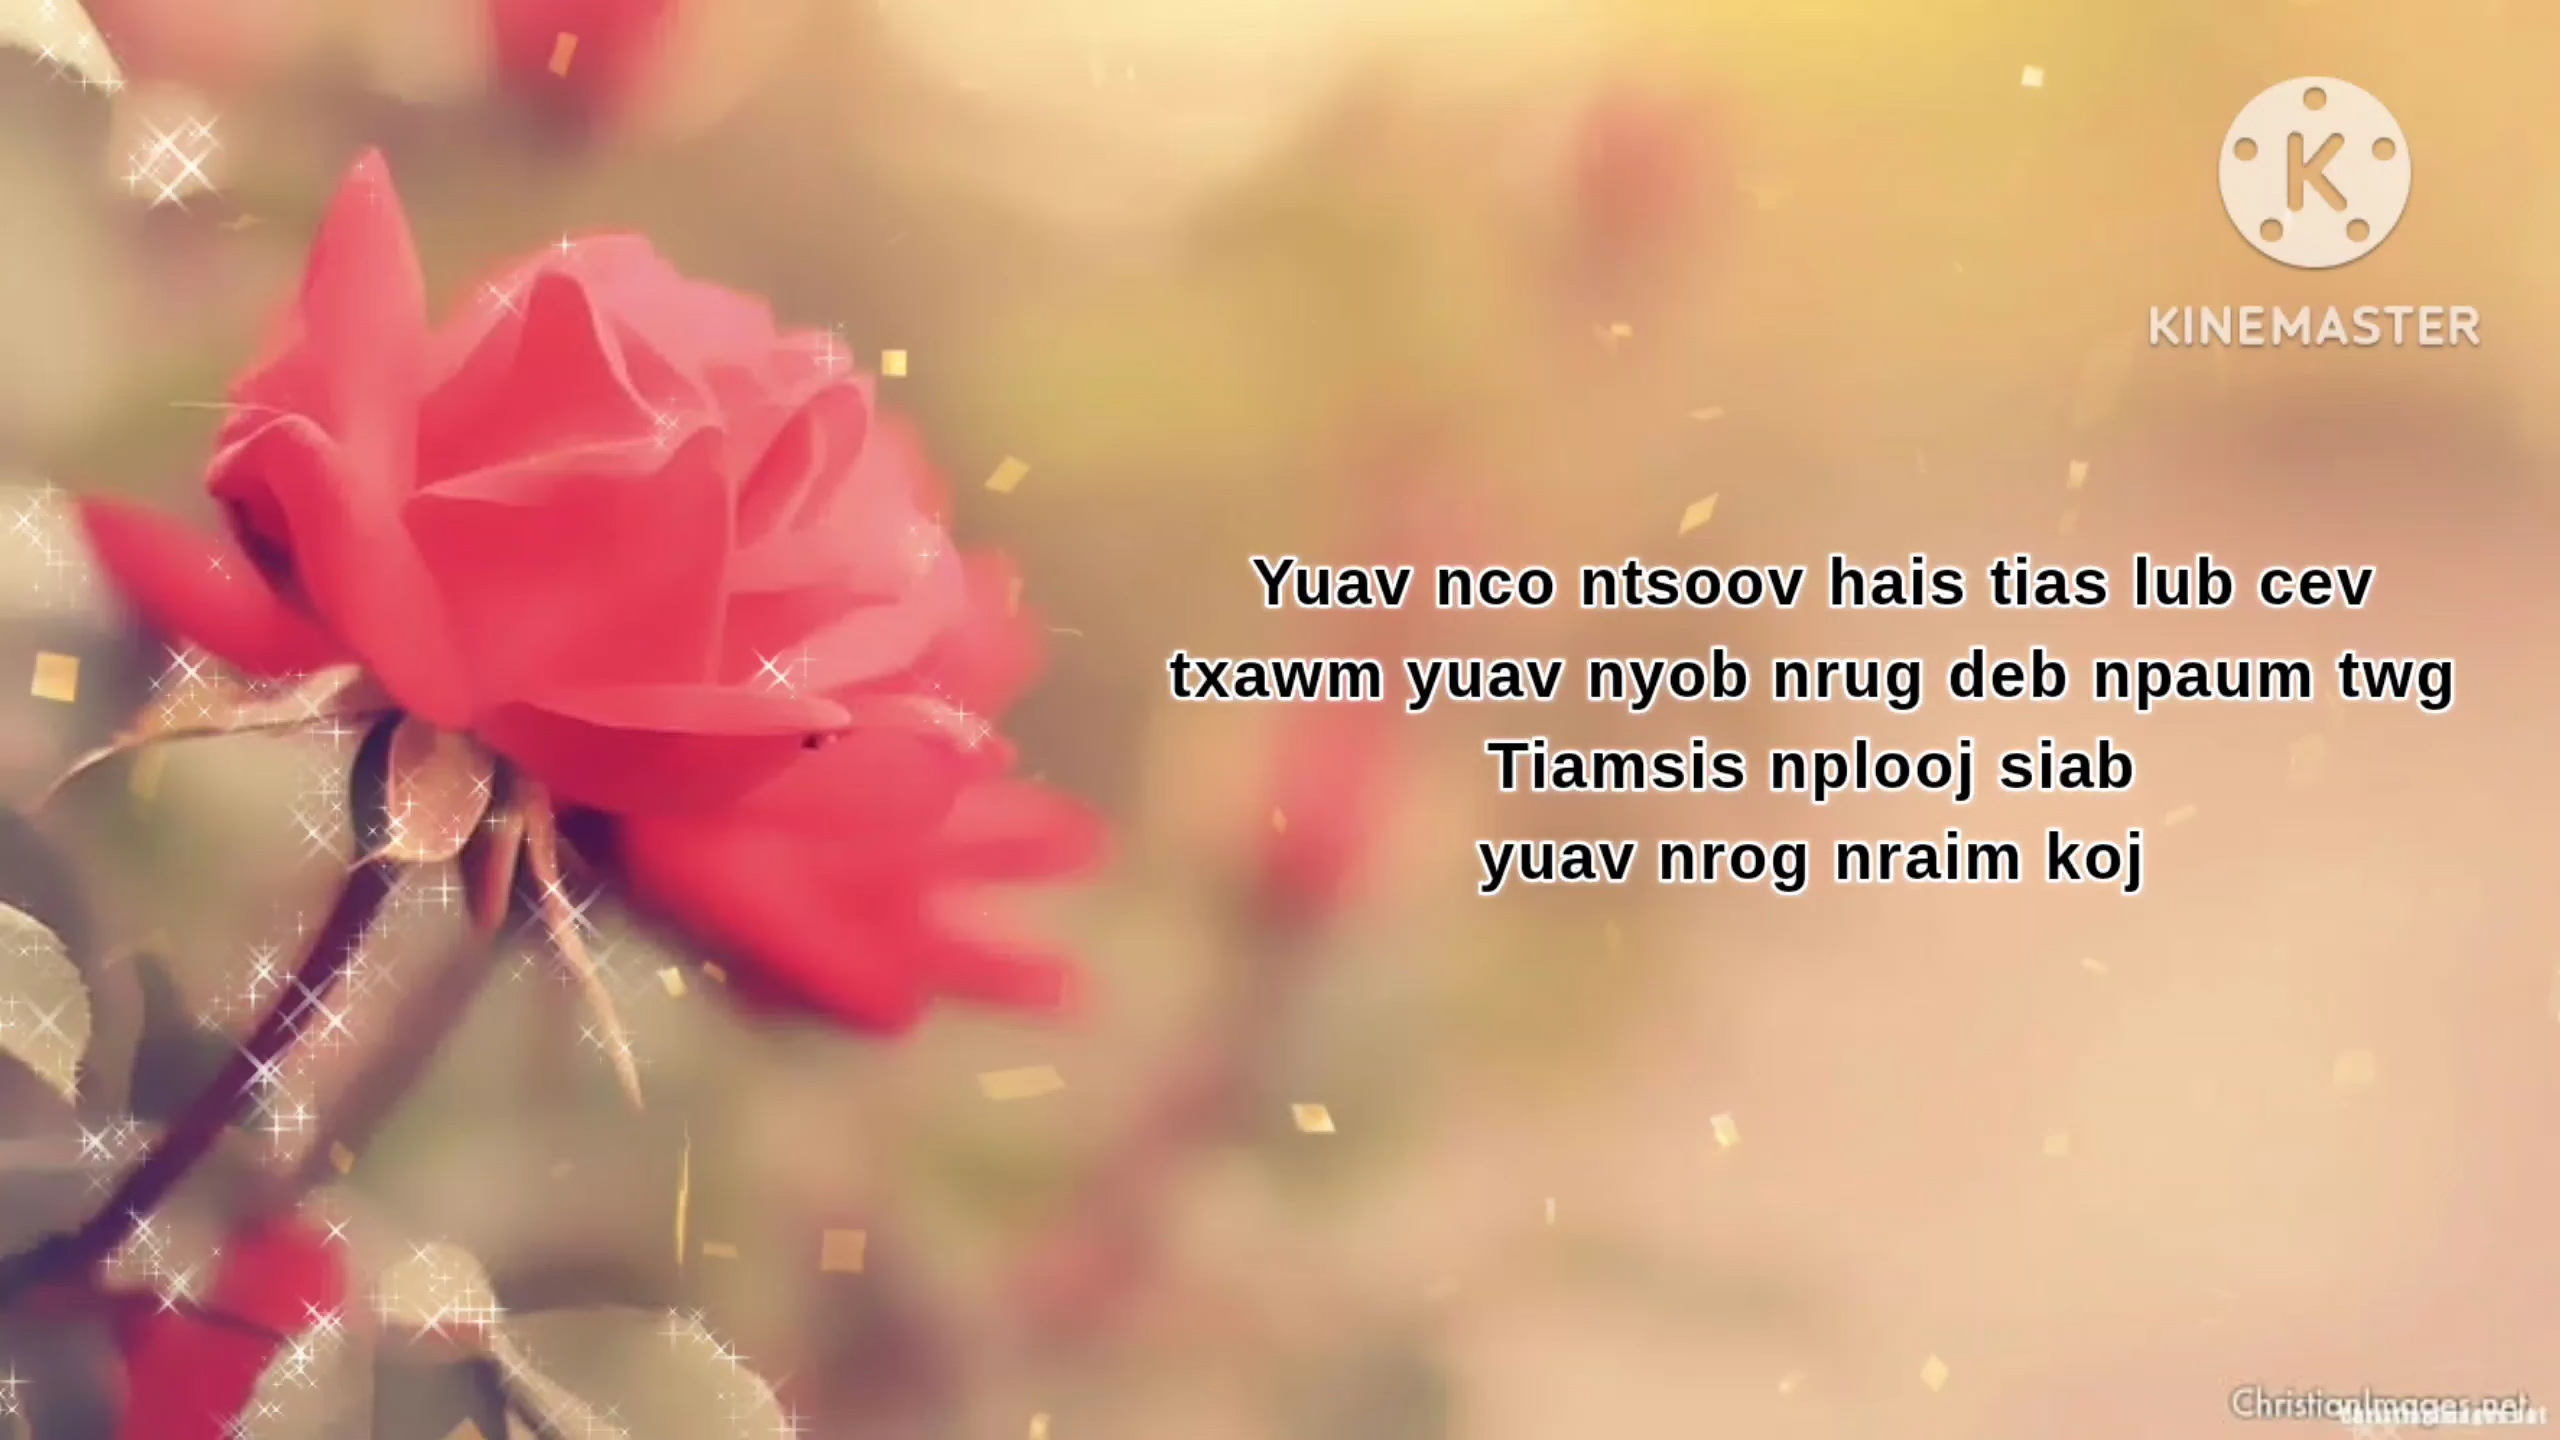 KINEMASTER
Yuav nco ntsoov hais tias lub cev
txawm yuav nyob nrug deb npaum twg
Tiamsis nplooj siab
yuav nrog nraim koj
ChristianImages.net